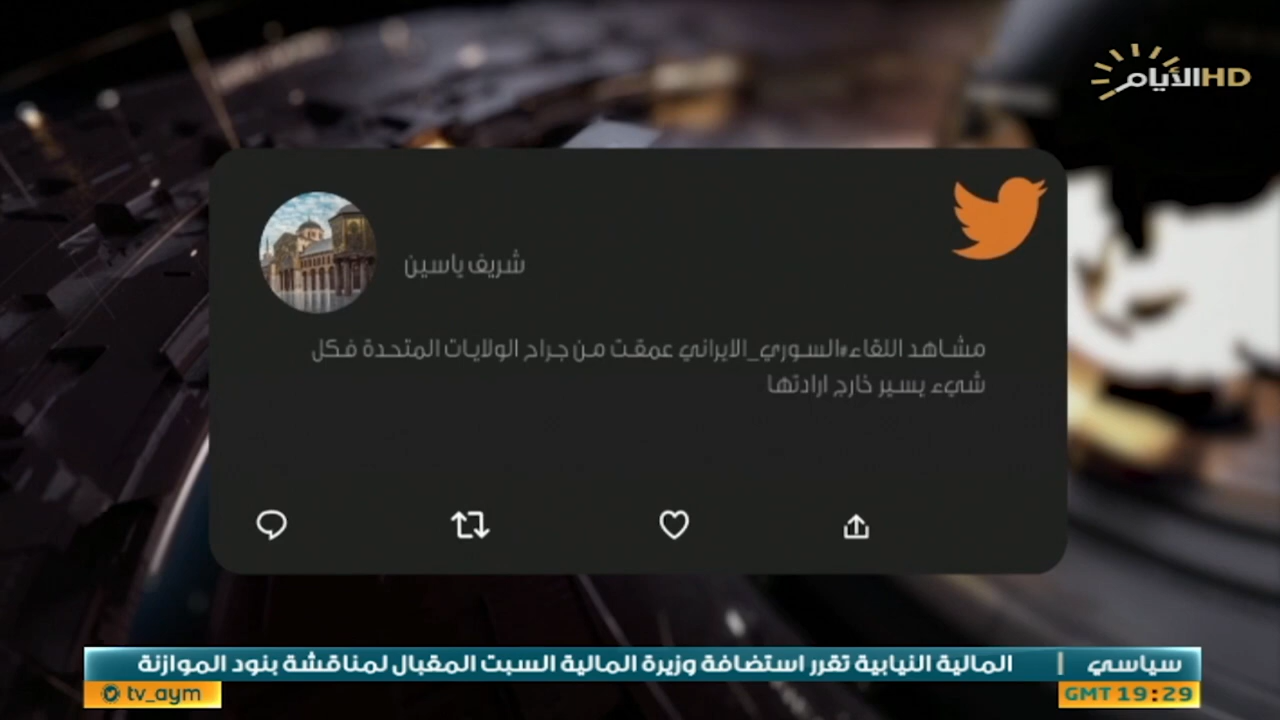 الأيام HD
شريف ياسين
مشاهد اللقاء#السوري_الايراني عمقت من جراح الولايات المتحدة فكل
شيء يسير خارج ارادتها
سياسي | المالية النيابية تقرر استضافة وزيرة المالية السبت المقبال لمناقشة بنود الموازنة
GMT 19:29
tv_aym